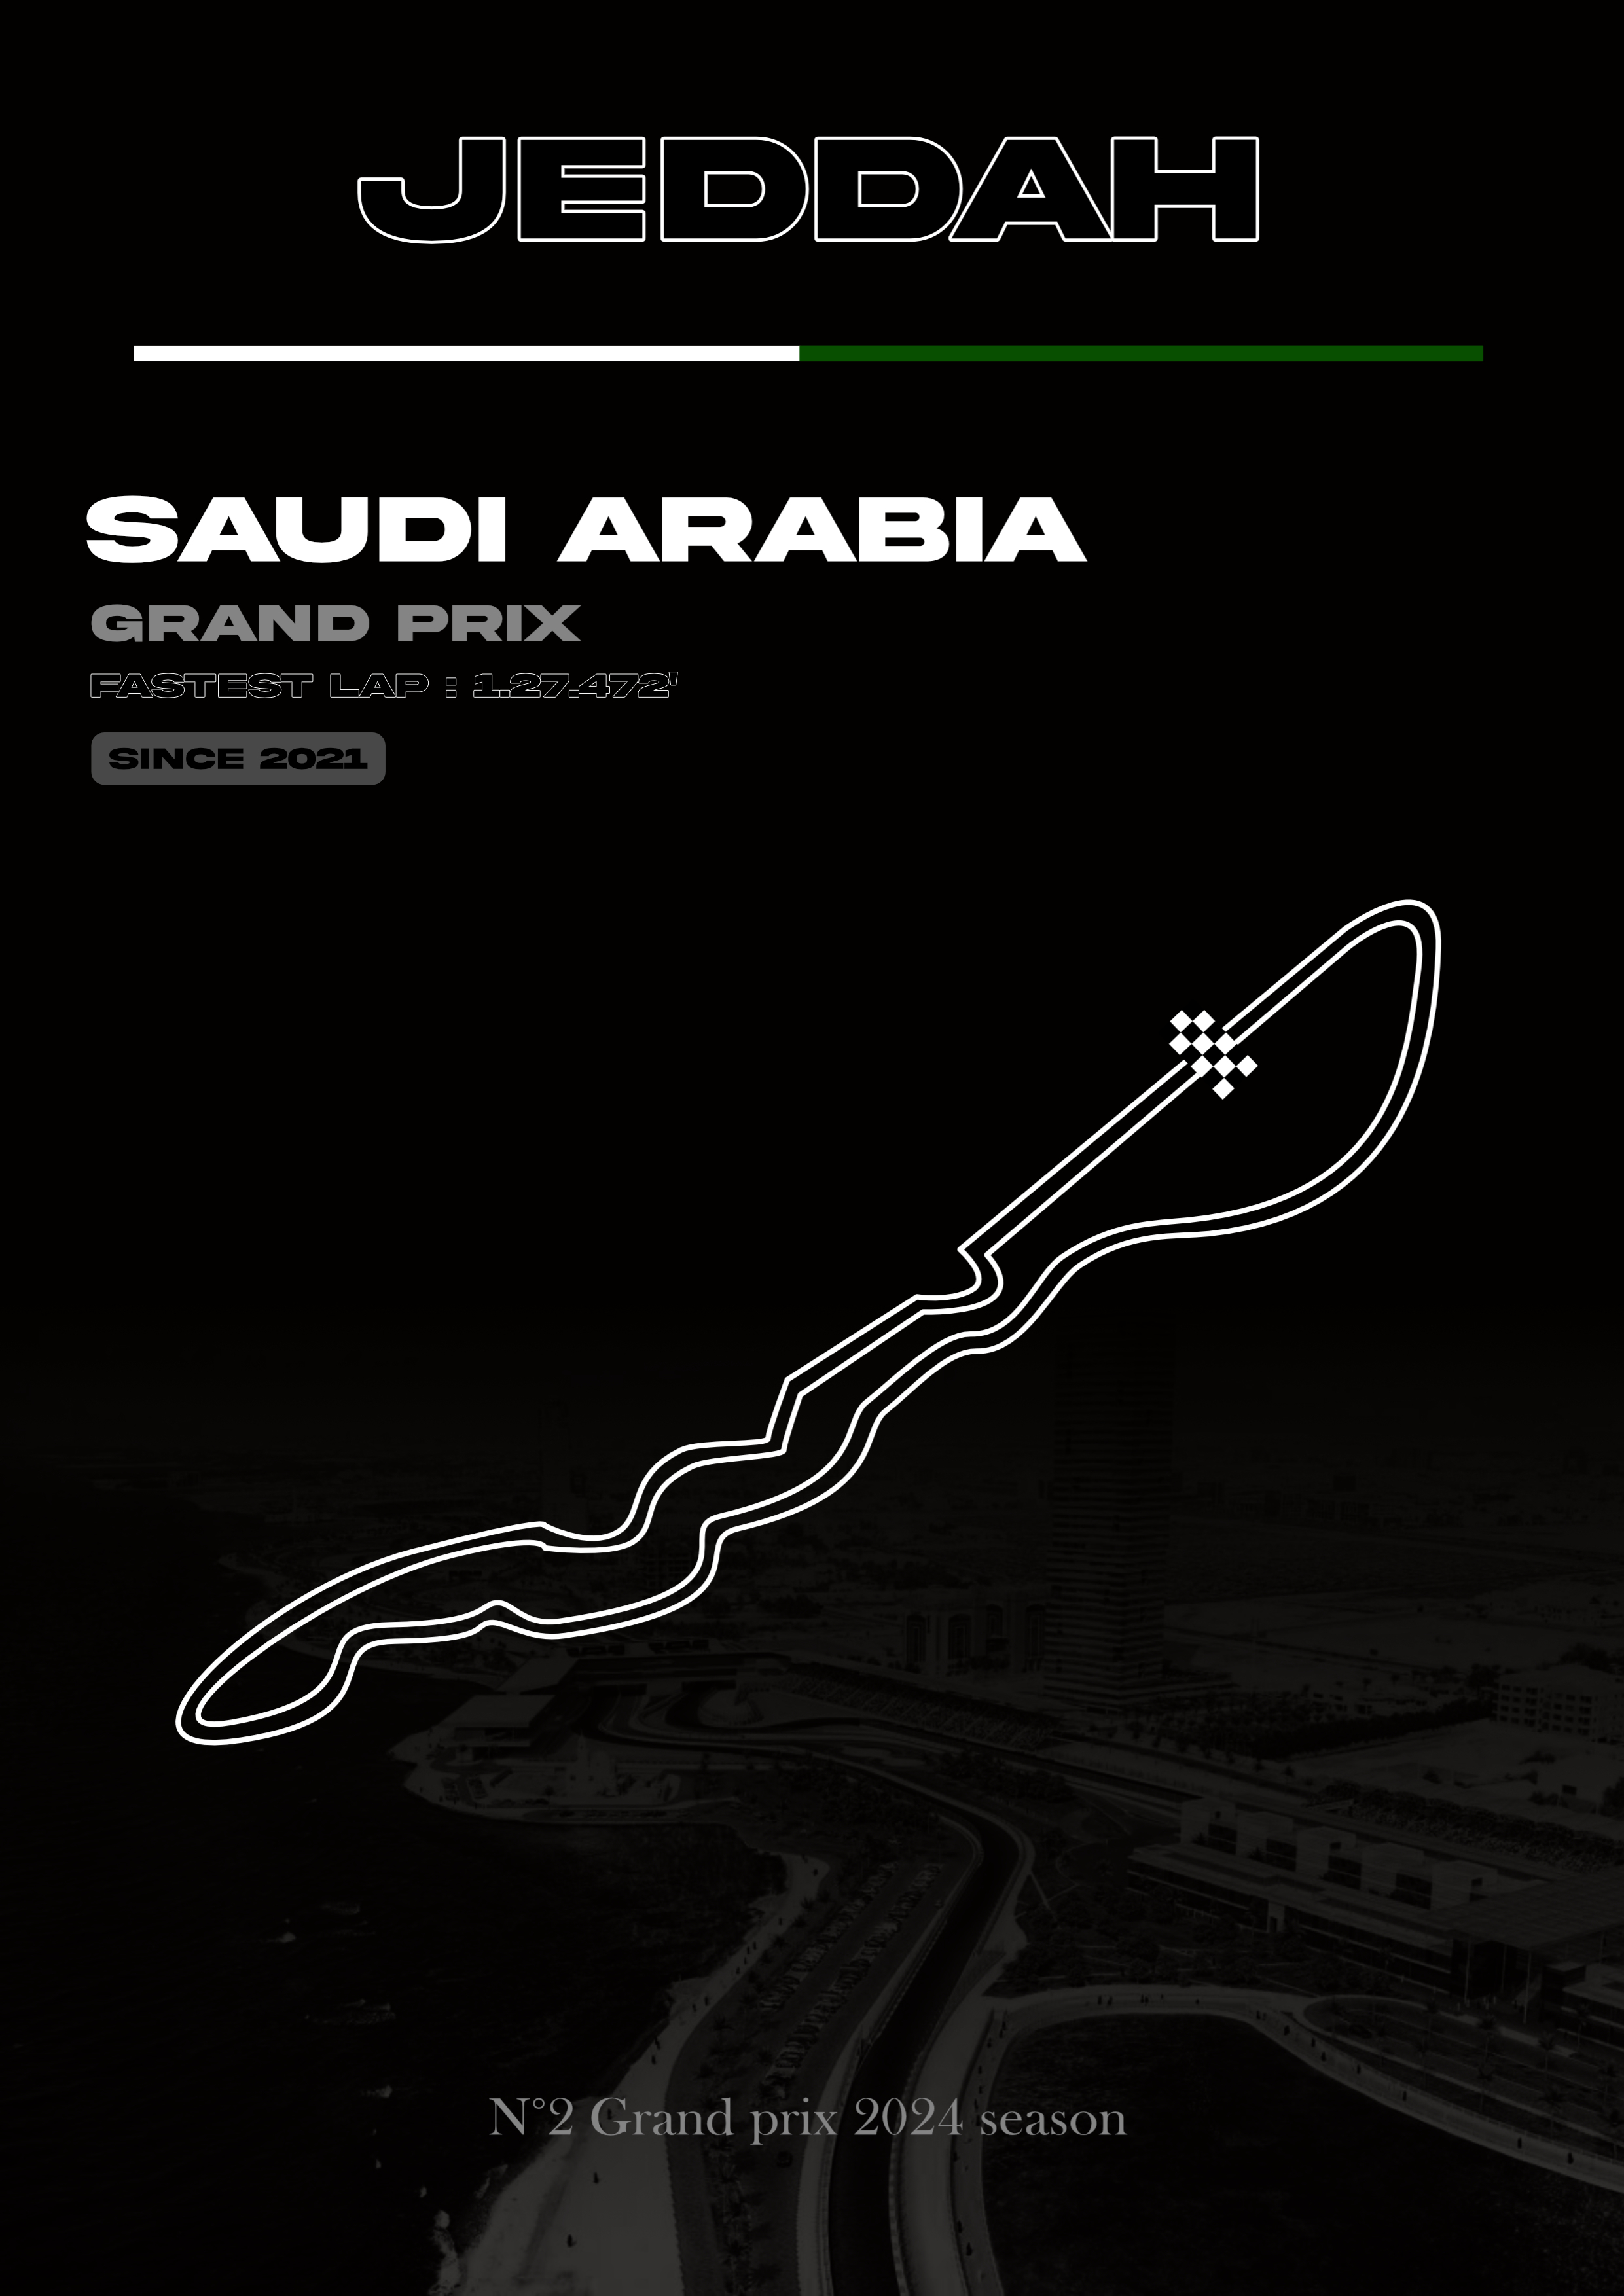 JEDDAH
SAUDI ARABIA
GRAND PRIX
FASTEST LAP : 1.27.472'
SINCE 2021
N°2 Grand prix 2024 season